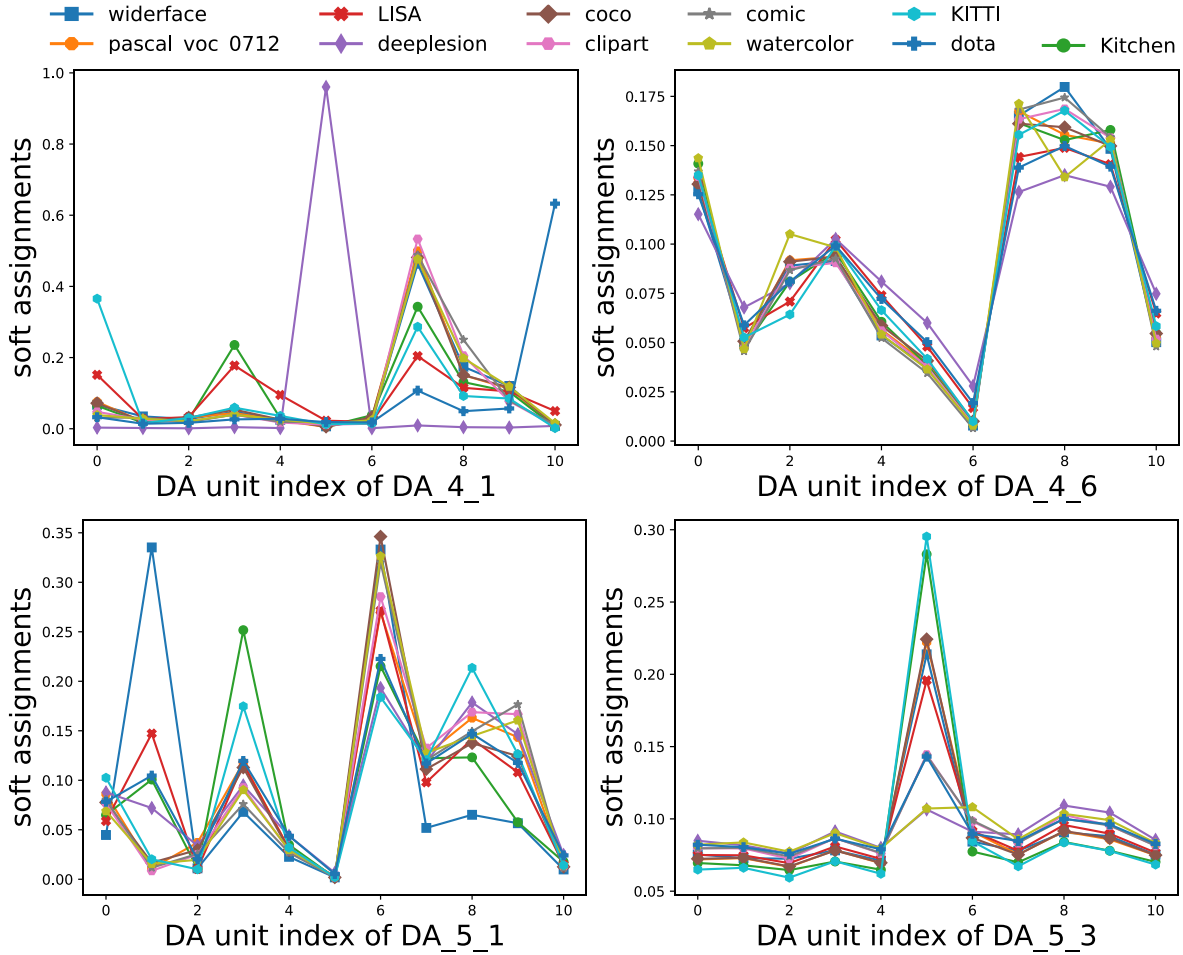 widerface LISA coco comic KITTI
pascal_voc_0712 deeplesion clipart watercolor dota Kitchen
1.0
0.8
0.6
0.4
0.2
0.0
soft assignments
0 2 4 6 8 10
DA unit index of DA_4_1
0.175
0.150
0.125
0.100
0.075
0.050
0.025
0.000
soft assignments
0 2 4 6 8 10
DA unit index of DA_4_6
0.35
0.30
0.25
0.20
0.15
0.10
0.05
0.00
soft assignments
0 2 4 6 8 10
DA unit index of DA_5_1
0.30
0.25
0.20
0.15
0.10
0.05
soft assignments
0 2 4 6 8 10
DA unit index of DA_5_3